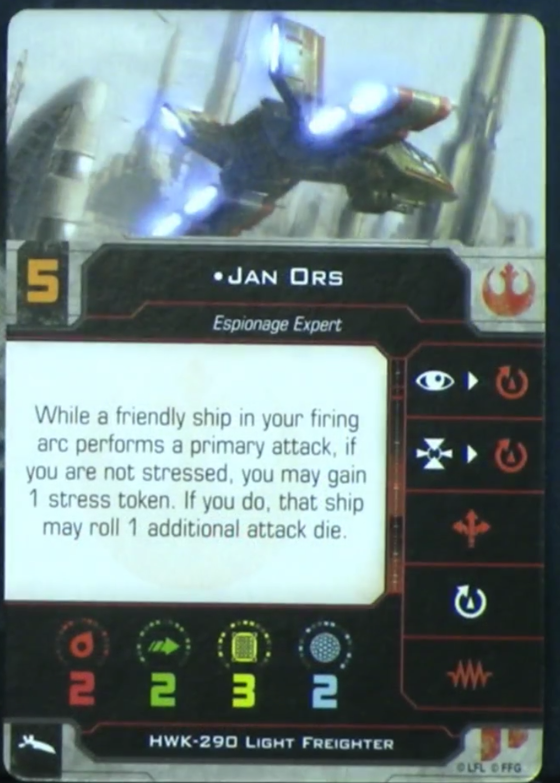 5
•Jan Ors
Espionage Expert
While a friendly ship in your firing
arc performs a primary attack, if
you are not stressed, you may gain
1 stress token. If you do, that ship
may roll 1 additional attack die.
2 2 3 2
HWK-290 Light Freighter
©LFL ©FFG